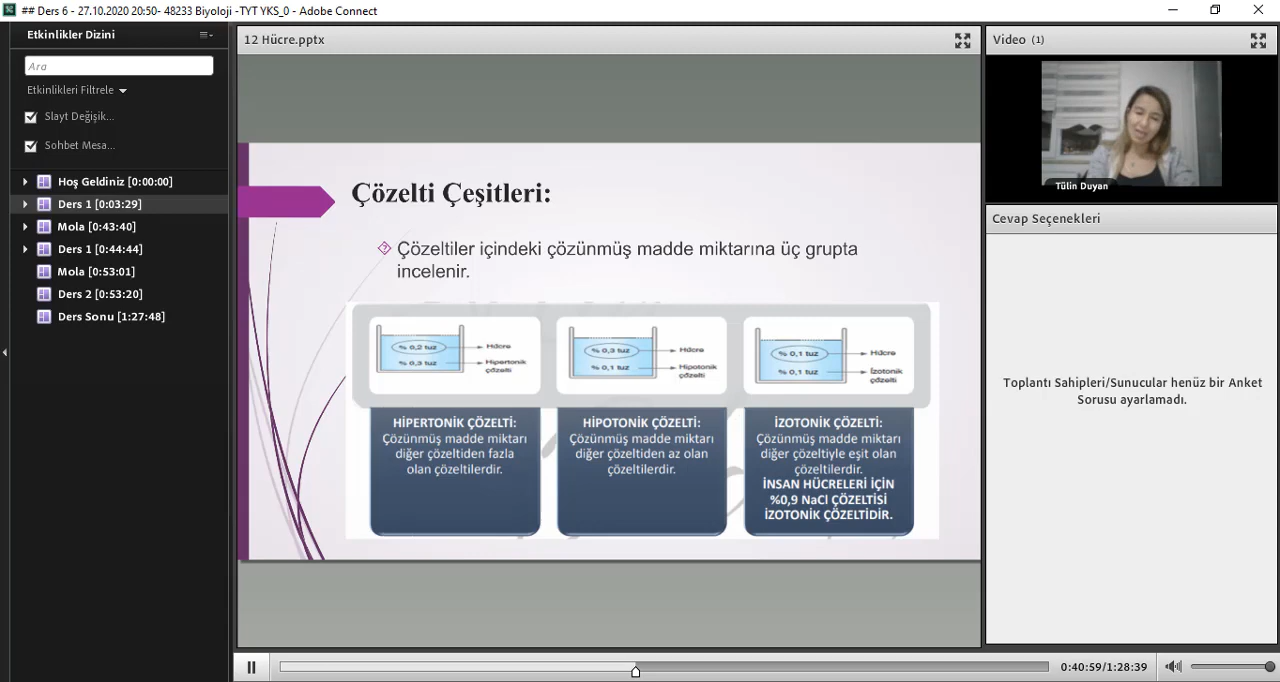 ## Ders 6 - 27.10.2020 20:50- 48233 Biyoloji -TYT YKS_0 - Adobe Connect
Etkinlikler Dizini
Ara
Etkinlikleri Filtrele
Slayt Değişik...
Sohbet Mesa...
Hoş Geldiniz [0:00:00]
Ders 1 [0:03:29]
Mola [0:43:40]
Ders 1 [0:44:44]
Mola [0:53:01]
Ders 2 [0:53:20]
Ders Sonu [1:27:48]
12 Hücre.pptx
Çözelti Çeşitleri:
Çözeltiler içindeki çözünmüş madde miktarına üç grupta
incelenir.
% 0,2 tuz
Hücre
% 0,3 tuz
Hipertonik
çözelti
% 0,3 tuz
Hücre
% 0,1 tuz
Hipotonik
çözelti
% 0,1 tuz
Hücre
% 0,1 tuz
İzotonik
çözelti
HİPERTONİK ÇÖZELTİ:
Çözünmüş madde miktarı
diğer çözeltiden fazla
olan çözeltilerdir.
HİPOTONİK ÇÖZELTİ:
Çözünmüş madde miktarı
diğer çözeltiden az olan
çözeltilerdir.
İZOTONİK ÇÖZELTİ:
Çözünmüş madde miktarı
diğer çözeltiyle eşit olan
çözeltilerdir.
İNSAN HÜCRELERİ İÇİN
%0,9 NaCl ÇÖZELTİSİ
İZOTONİK ÇÖZELTİDİR.
Video (1)
Tülin Duyan
Cevap Seçenekleri
Toplantı Sahipleri/Sunucular henüz bir Anket
Sorusu ayarlamadı.
0:40:59/1:28:39